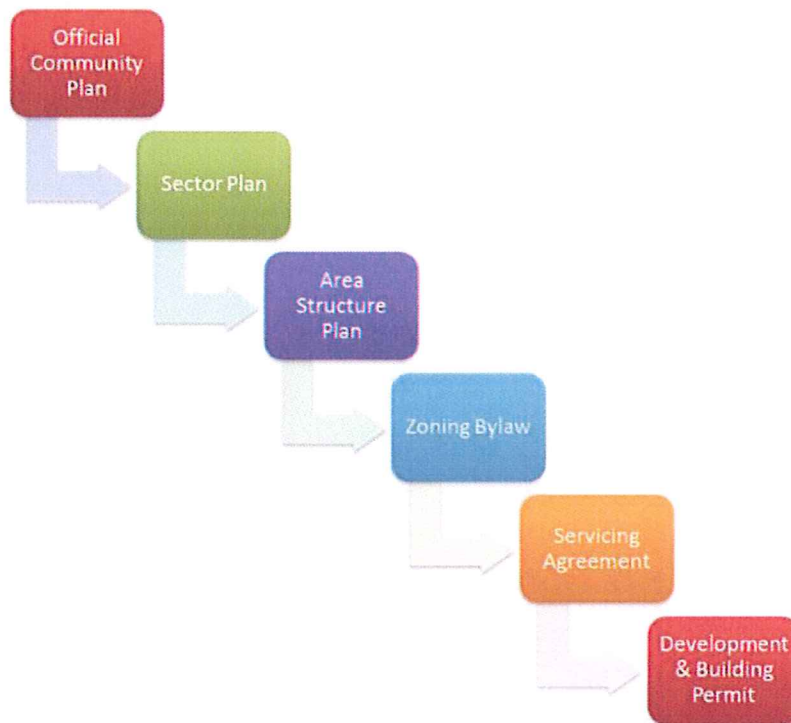 Official
Community
Plan
Sector Plan
Area
Structure
Plan
Zoning Bylaw
Servicing
Agreement
Development
& Building
Permit